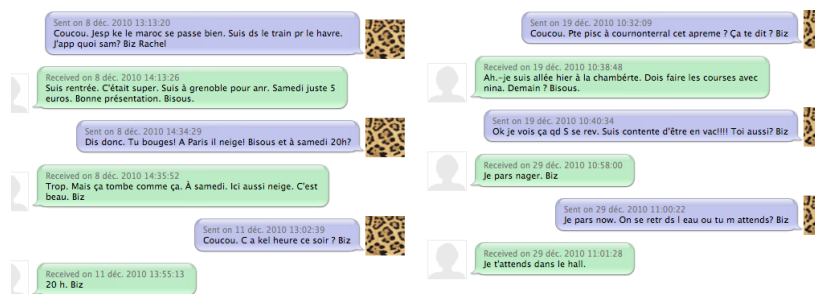 Sent on 8 déc. 2010 13:13:20
Coucou. Jesp ke le maroc se passe bien. Suis ds le train pr le havre.
J'app quoi sam? Biz Rachel
Received on 8 déc. 2010 14:13:26
Suis rentrée. C'était super. Suis à grenoble pour anr. Samedi juste 5
euros. Bonne présentation. Bisous.
Sent on 8 déc. 2010 14:34:29
Dis donc. Tu bouges! A Paris il neige! Bisous et à samedi 20h?
Received on 8 déc. 2010 14:35:52
Trop. Mais ça tombe comme ça. À samedi. Ici aussi neige. C'est
beau. Biz
Sent on 11 déc. 2010 13:02:39
Coucou. C a kel heure ce soir ? Biz
Received on 11 déc. 2010 13:55:13
20 h. Biz
Sent on 19 déc. 2010 10:32:09
Coucou. Pte pisc à cournonterral cet apreme ? Ça te dit ? Biz
Received on 19 déc. 2010 10:38:48
Ah.-je suis allée hier à la chambérte. Dois faire les courses avec
nina. Demain ? Bisous.
Sent on 19 déc. 2010 10:40:34
Ok je vois ça qd S se rev. Suis contente d'être en vac!!!! Toi aussi? Biz
Received on 29 déc. 2010 10:58:00
Je pars nager. Biz
Sent on 29 déc. 2010 11:00:22
Je pars now. On se retr ds l eau ou tu m attends? Biz
Received on 29 déc. 2010 11:01:28
Je t'attends dans le hall.